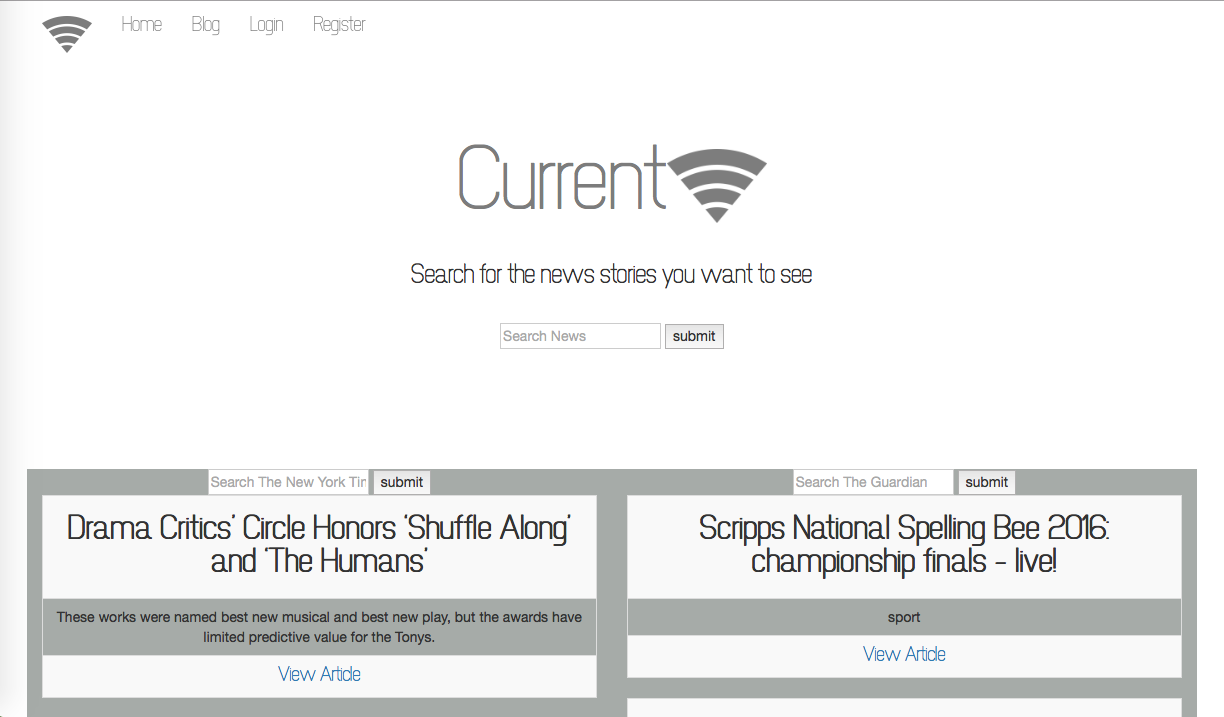 Home Blog Login Register
Current
Search for the news stories you want to see
Search News submit
Search The New York Tim submit
Drama Critics’ Circle Honors ‘Shuffle Along’
and ‘The Humans’
These works were named best new musical and best new play, but the awards have
limited predictive value for the Tonys.
View Article
Search The Guardian submit
Scripps National Spelling Bee 2016:
championship finals – live!
sport
View Article